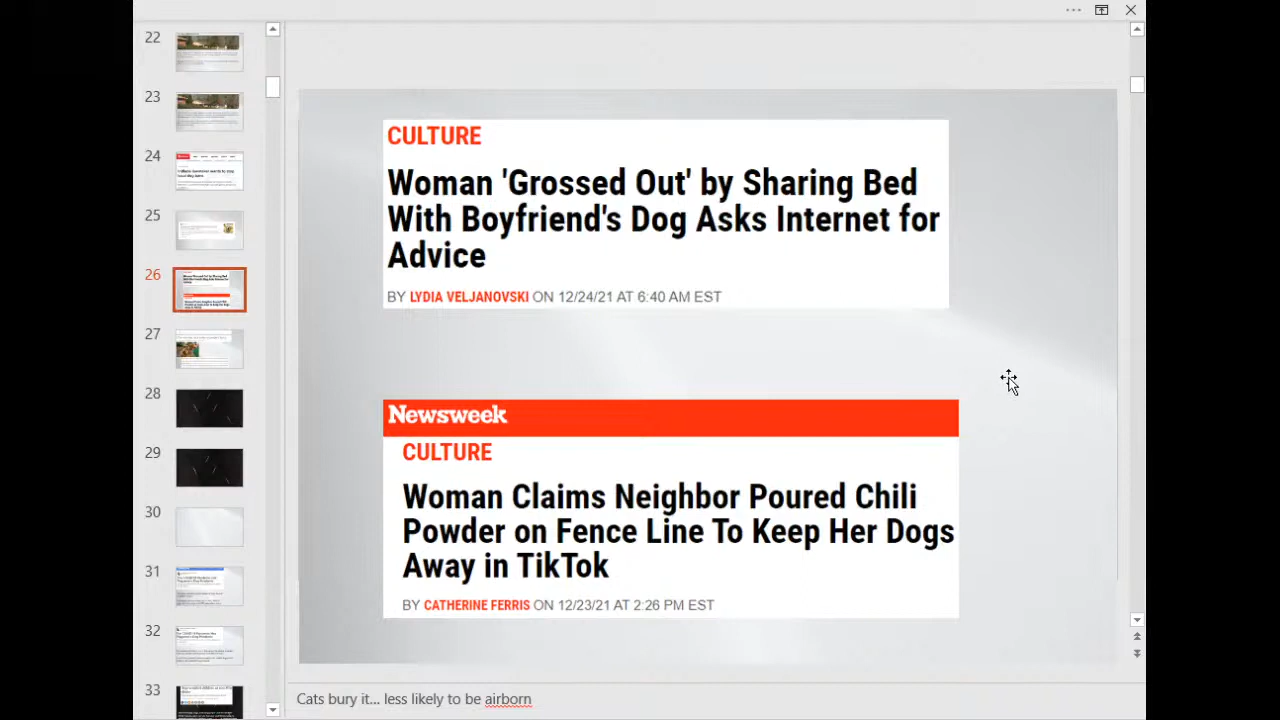 22
23
24
25
26
27
28
29
30
31
32
33
CULTURE
Woman 'Grossed Out' by Sharing Bed
With Boyfriend's Dog Asks Internet for
Advice
BY LYDIA VELJANOVSKI ON 12/24/21 AT 6:40 AM EST
Newsweek
CULTURE
Woman Claims Neighbor Poured Chili
Powder on Fence Line To Keep Her Dogs
Away in TikTok
BY CATHERINE FERRIS ON 12/23/21 AT 2:26 PM EST
Cats bury it... less likely to be airborn